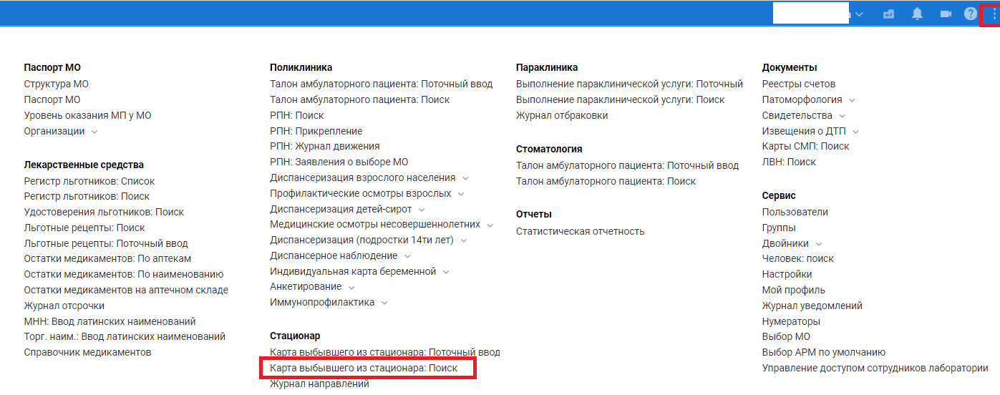 а
Паспорт МО
Структура МО
Паспорт МО
Уровень оказания МП у МО
Организации
Лекарственные средства
Регистр льготников: Список
Регистр льготников: Поиск
Удостоверения льготников: Поиск
Льготные рецепты: Поиск
Льготные рецепты: Поточный ввод
Остатки медикаментов: По аптекам
Остатки медикаментов: По наименованию
Остатки медикаментов на аптечном складе
Журнал отсрочки
МНН: Ввод латинских наименований
Торг. наим.: Ввод латинских наименований
Справочник медикаментов
Поликлиника
Талон амбулаторного пациента: Поточный ввод
Талон амбулаторного пациента: Поиск
РПН: Поиск
РПН: Прикрепление
РПН: Журнал движения
РПН: Заявления о выборе МО
Диспансеризация взрослого населения
Профилактические осмотры взрослых
Диспансеризация детей-сирот
Медицинские осмотры несовершеннолетних
Диспансеризация (подростки 14ти лет)
Диспансерное наблюдение
Индивидуальная карта беременной
Анкетирование
Иммунопрофилактика
Стационар
Карта выбывшего из стационара: Поточный ввод
Карта выбывшего из стационара: Поиск
Журнал направлений
Параклиника
Выполнение параклинической услуги: Поточный
Выполнение параклинической услуги: Поиск
Журнал отбраковки
Стоматология
Талон амбулаторного пациента: Поточный ввод
Талон амбулаторного пациента: Поиск
Отчеты
Статистическая отчетность
Документы
Реестры счетов
Патоморфология
Свидетельства
Извещения о ДТП
Карты СМП: Поиск
ЛВН: Поиск
Сервис
Пользователи
Группы
Двойники
Человек: поиск
Настройки
Мой профиль
Журнал уведомлений
Нумераторы
Выбор МО
Выбор АРМ по умолчанию
Управление доступом сотрудников лаборатории